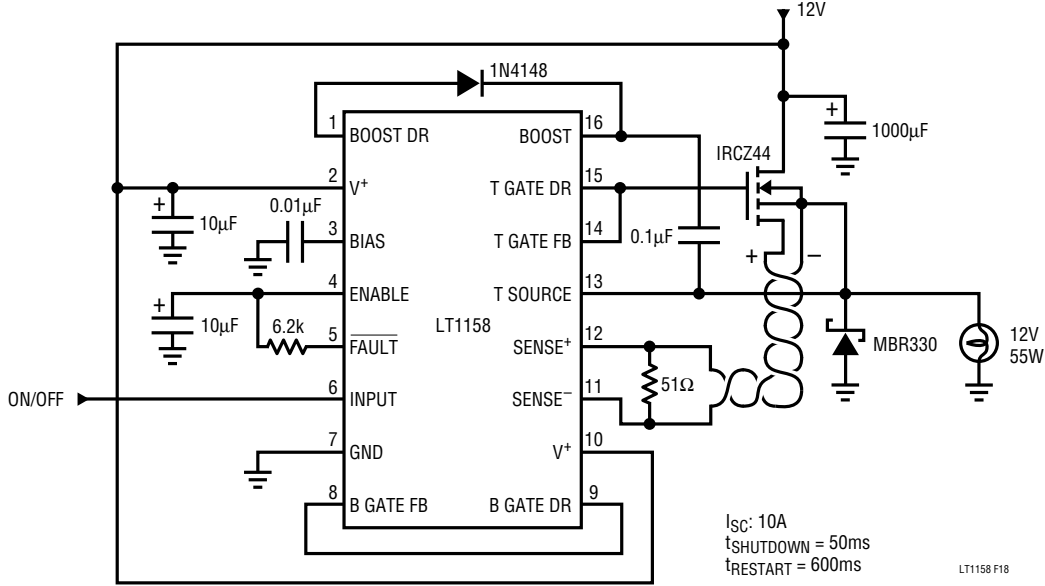 12V
1N4148
1 BOOST DR
BOOST 16
1000μF
IRCZ44
2 V+
T GATE DR 15
10μF
0.01μF
3 BIAS
T GATE FB 14
0.1μF
+ –
4 ENABLE
T SOURCE 13
LT1158
10μF
6.2k
5 FAULT
SENSE+ 12
MBR330
12V
55W
51Ω
ON/OFF
6 INPUT
SENSE– 11
7 GND
V+ 10
8 B GATE FB
B GATE DR 9
ISC: 10A
tSHUTDOWN = 50ms
tRESTART = 600ms
LT1158 F18